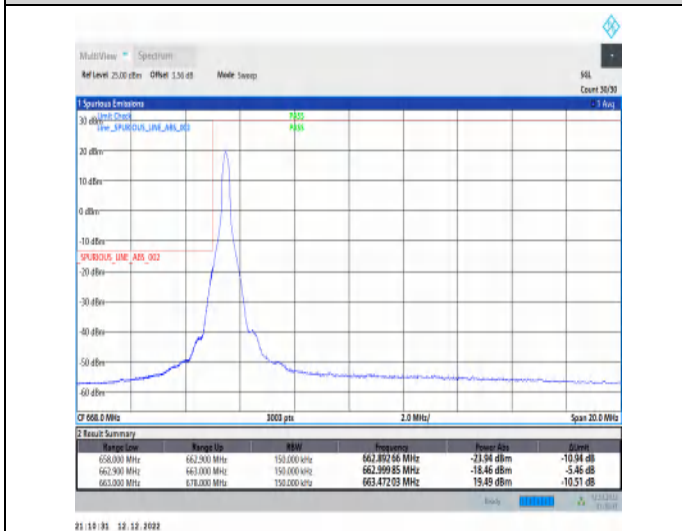 MultiView Spectrum
Ref Level 25.00 dBm Offset 5.50 dB Mode Sweep SGL
Count 30/30
1 Spurious Emissions 1 Avg
Limit Check PASS
30 dBm
Line _SPURIOUS_LINE_ABS_002 PASS
20 dBm
10 dBm
0 dBm
-10 dBm
_SPURIOUS_LINE_ABS_002
-20 dBm
-30 dBm
-40 dBm
-50 dBm
-60 dBm
CF 668.0 MHz 3003 pts 2.0 MHz/ Span 20.0 MHz
2 Result Summary
Range Low Range Up RBW Frequency Power Abs ΔLimit
658.000 MHz 662.900 MHz 150.000 kHz 662.892 66 MHz -23.94 dBm -10.94 dB
662.900 MHz 663.000 MHz 150.000 kHz 662.999 85 MHz -18.46 dBm -5.46 dB
663.000 MHz 678.000 MHz 150.000 kHz 663.472 03 MHz 19.49 dBm -10.51 dB
Ready
21:10:31 12.12.2022